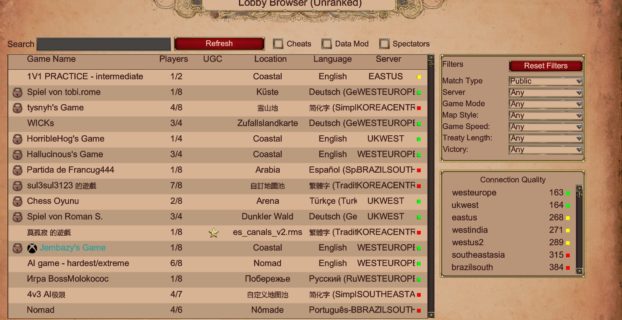 Lobby Browser (Unranked)
Search Refresh Cheats Data Mod Spectators
Game Name Players UGC Location Language Server
1V1 PRACTICE - intermediate 1/2 Coastal English EASTUS
Spiel von tobi.rome 1/8 Küste Deutsch (Ge WESTEUROPE
tysnyh's Game 4/8 雪山地 简化字 (Simpl KOREACENTR
WICKs 3/4 Zufallslandkarte Deutsch (Ge WESTEUROPE
HorribleHog's Game 1/4 Coastal English UKWEST
Hallucinous's Game 3/4 Coastal English WESTEUROPE
Partida de Francug444 1/8 Arabia Español (Sp BRAZILSOUTH
sul3sul3123 的遊戲 7/8 自訂地圖池 繁體字 (Tradit KOREACENTR
Chess Oyunu 2/8 Arena Türkçe (Turk UKWEST
Spiel von Roman S. 3/4 Dunkler Wald Deutsch (Ge UKWEST
的遊戲 1/8 es_canals_v2.rms 繁體字 (Tradit KOREACENTR
Jembazy's Game 1/8 Coastal English WESTEUROPE
AI game - hardest/extreme 6/8 Nomad English WESTEUROPE
Игра BossMolokococ 1/8 Побережье Русский (Ru WESTEUROPE
4v3 AI极限 4/7 自定义地图池 简化字 (Simpl SOUTHEASTA
Nomad 4/6 Nômade Português-B BRAZILSOUTH
Filters Reset Filters
Match Type Public
Server (Any
Game Mode (Any
Map Style: (Any
Game Speed: (Any
Treaty Length: (Any
Victory: (Any
Connection Quality
westeurope 163
ukwest 164
eastus 268
westindia 271
westus2 289
southeastasia 315
brazilsouth 384